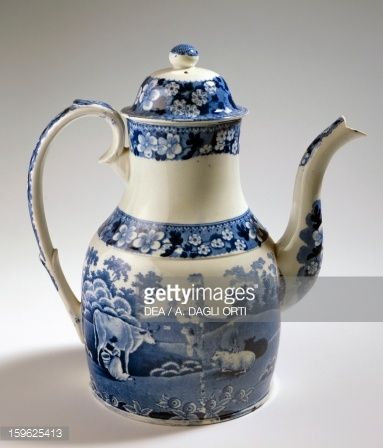 gettyimages®
DEA / A. DAGLI ORTI
159625413